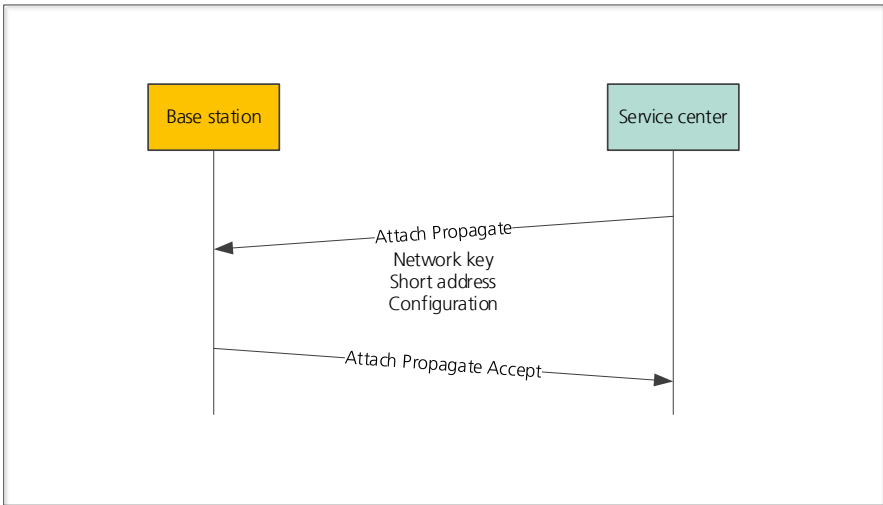 Base station
Service center
Attach Propagate
Network key
Short address
Configuration
Attach Propagate Accept